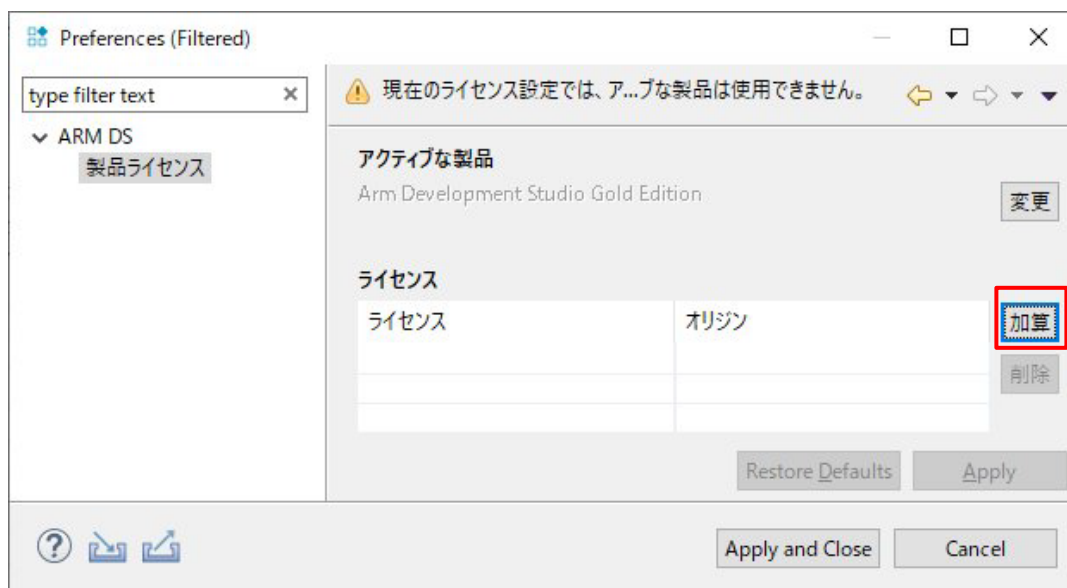 Preferences (Filtered)
type filter text
ARM DS
製品ライセンス
現在のライセンス設定では、ア...ブな製品は使用できません。
アクティブな製品
Arm Development Studio Gold Edition
変更
ライセンス
ライセンス オリジン
加算
削除
Restore Defaults Apply
? Apply and Close Cancel